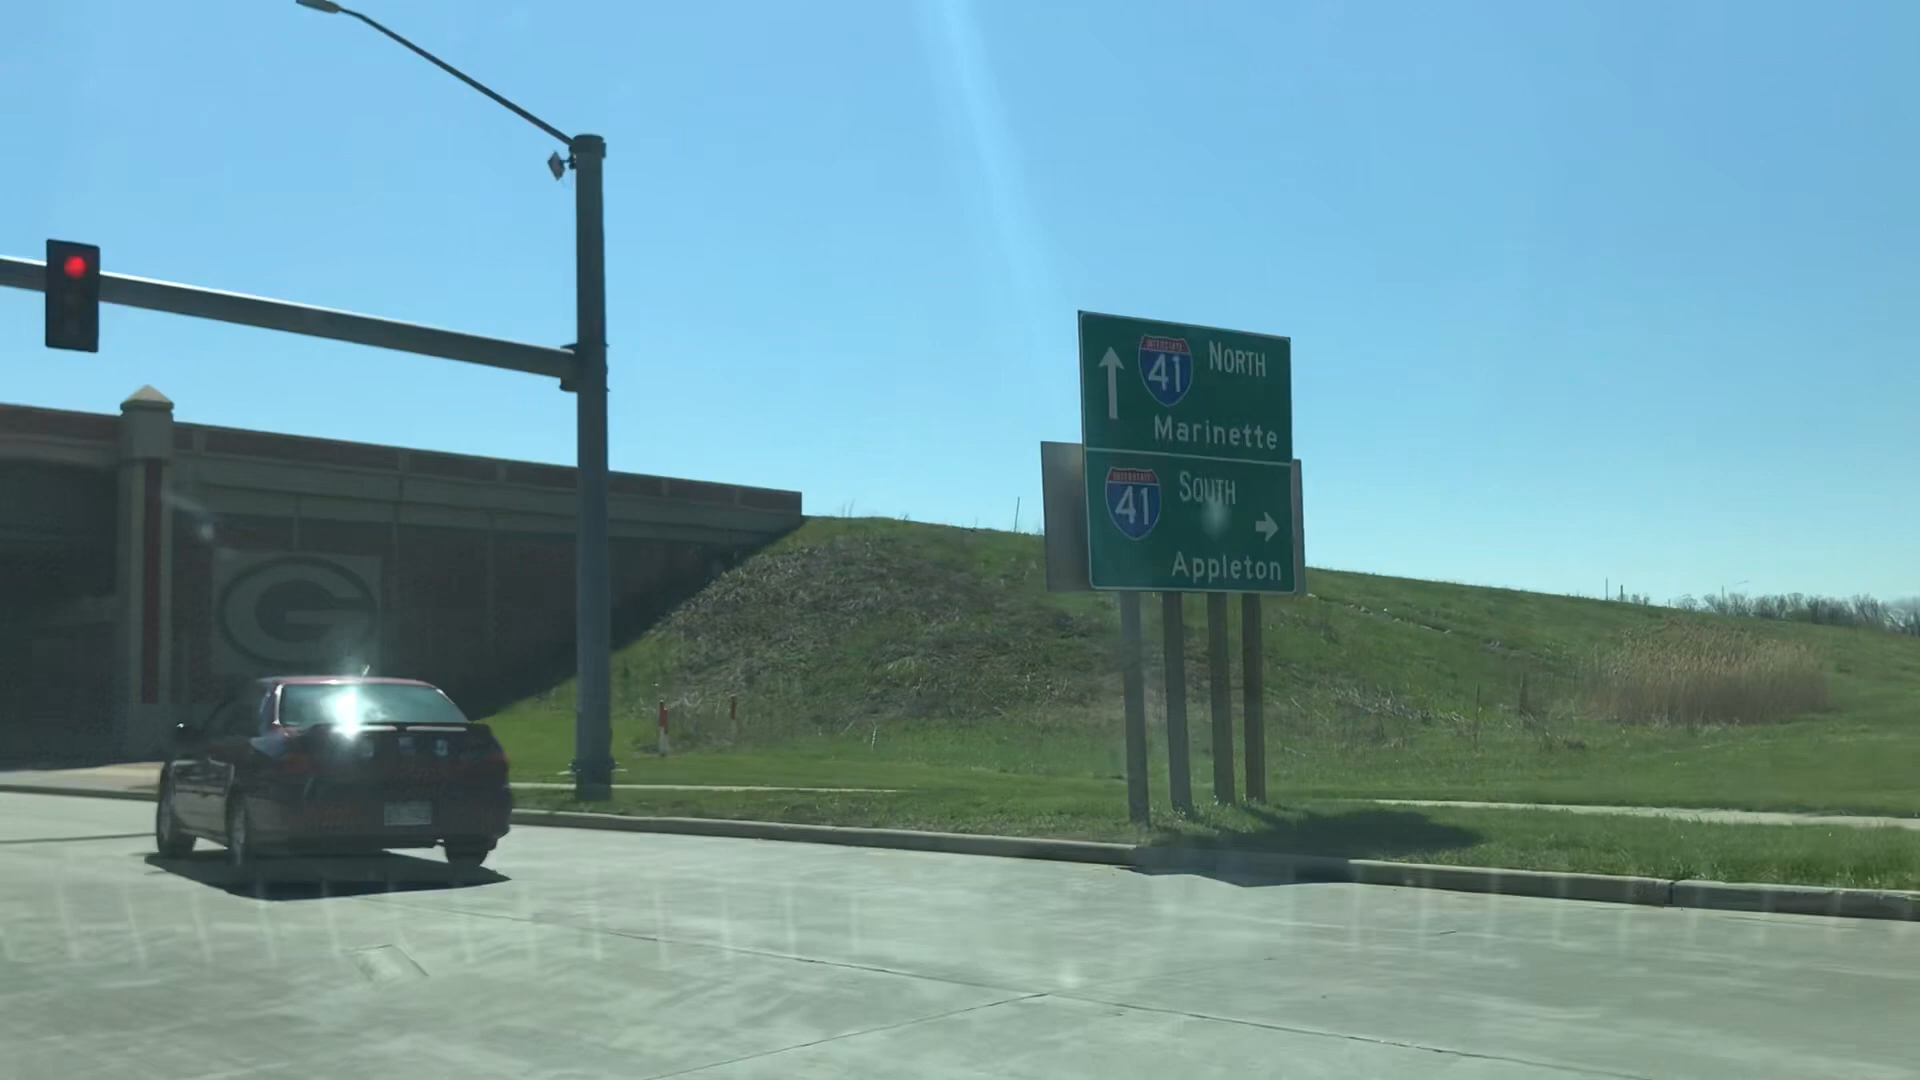 INTERSTATE
41 NORTH
Marinette
INTERSTATE
41 SOUTH
Appleton
G